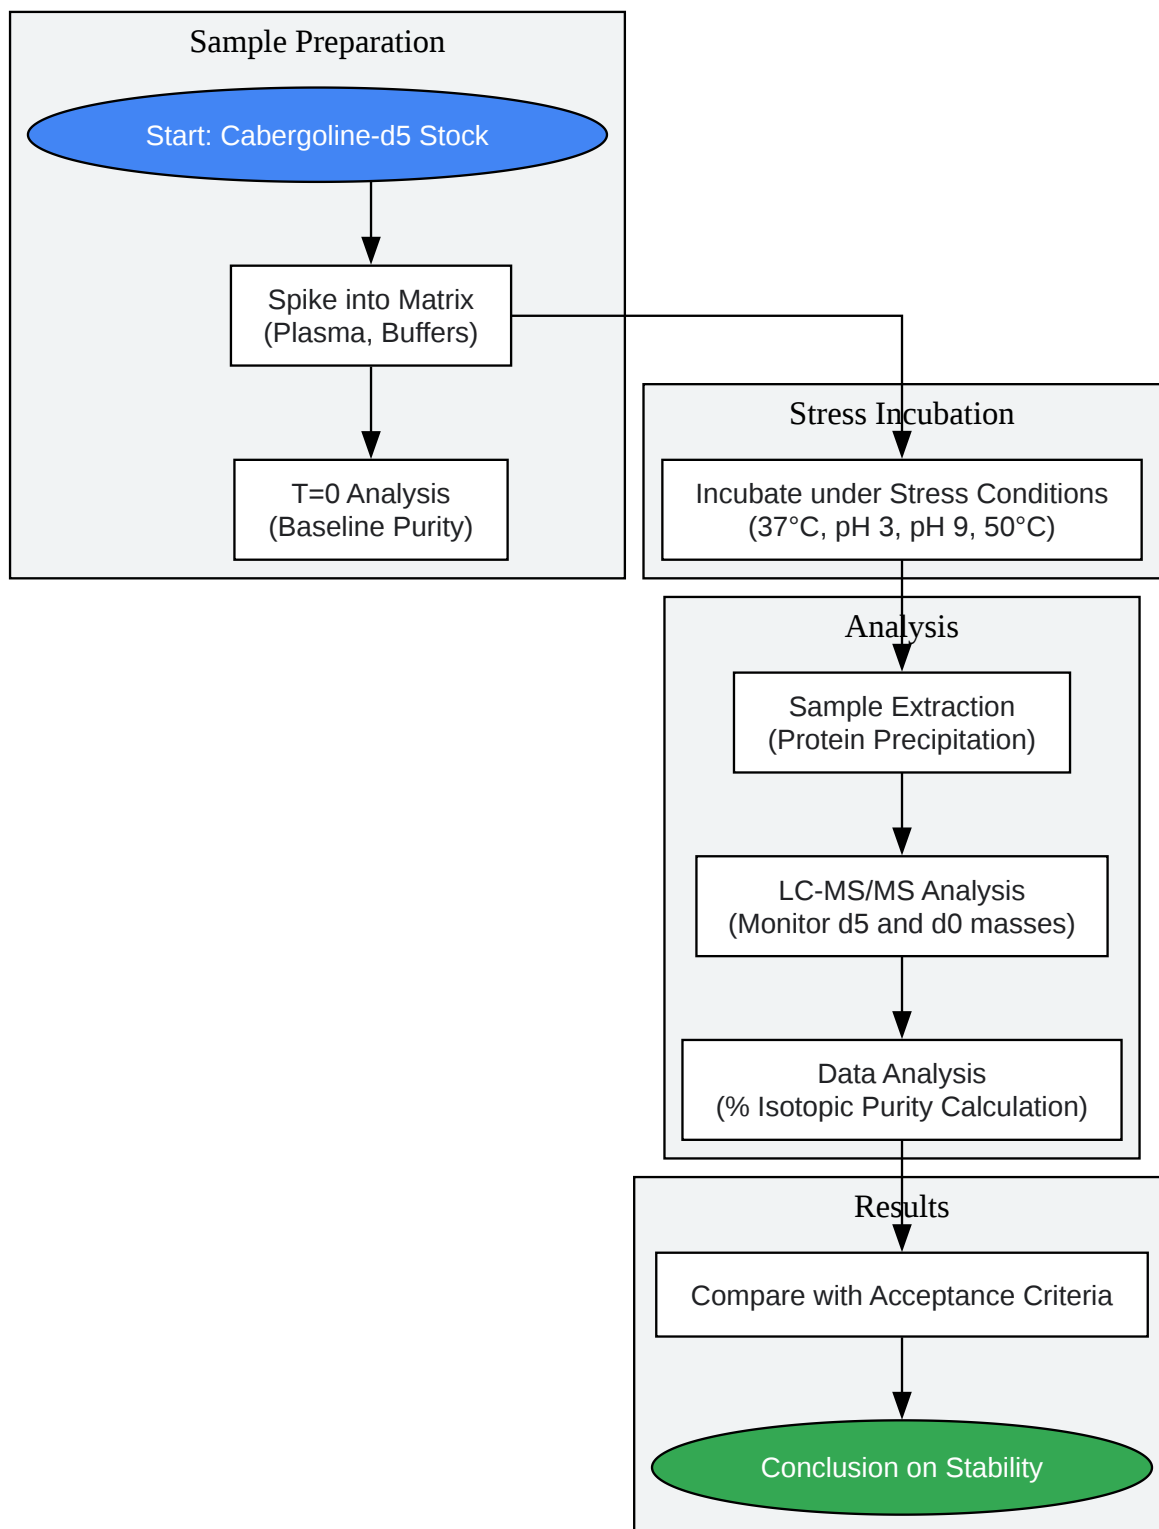 Sample Preparation
Start: Cabergoline-d5 Stock
Spike into Matrix
(Plasma, Buffers)
T=0 Analysis
(Baseline Purity)
Stress Incubation
Incubate under Stress Conditions
(37°C, pH 3, pH 9, 50°C)
Analysis
Sample Extraction
(Protein Precipitation)
LC-MS/MS Analysis
(Monitor d5 and d0 masses)
Data Analysis
(% Isotopic Purity Calculation)
Results
Compare with Acceptance Criteria
Conclusion on Stability